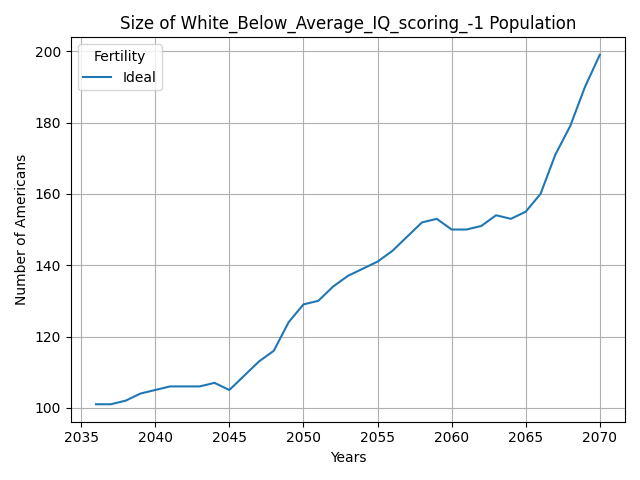 Size of White_Below_Average_IQ_scoring_-1 Population
Fertility
Ideal
Number of Americans
200
180
160
140
120
100
2035 2040 2045 2050 2055 2060 2065 2070
Years